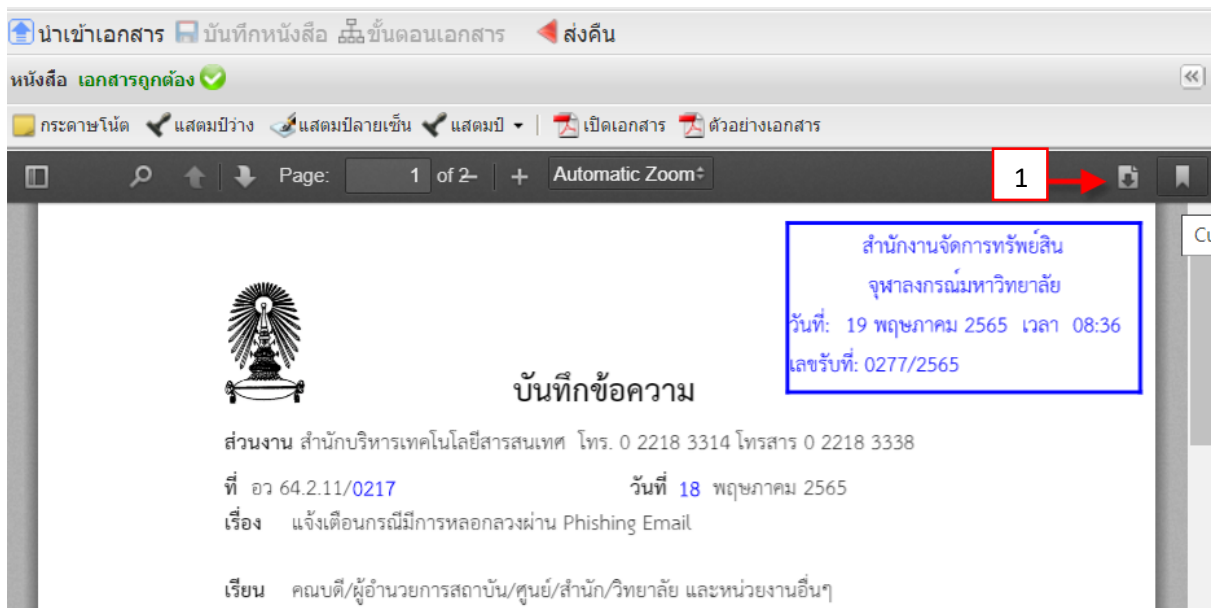 นำเข้าเอกสาร บันทึกหนังสือ ขั้นตอนเอกสาร ส่งคืน
หนังสือ เอกสารถูกต้อง
กระดาษโน้ต แสตมป์ว่าง แสตมป์ลายเซ็น แสตมป์ เปิดเอกสาร ตัวอย่างเอกสาร
Page: 1 of 2 Automatic Zoom 1
Cu
สำนักงานจัดการทรัพย์สิน
จุฬาลงกรณ์มหาวิทยาลัย
วันที่: 19 พฤษภาคม 2565 เวลา 08:36
เลขรับที่: 0277/2565
บันทึกข้อความ
ส่วนงาน สำนักบริหารเทคโนโลยีสารสนเทศ โทร. 0 2218 3314 โทรสาร 0 2218 3338
ที่ อว 64.2.11/0217 วันที่ 18 พฤษภาคม 2565
เรื่อง แจ้งเตือนกรณีมีการหลอกลวงผ่าน Phishing Email
เรียน คณบดี/ผู้อำนวยการสถาบัน/ศูนย์/สำนัก/วิทยาลัย และหน่วยงานอื่นๆ